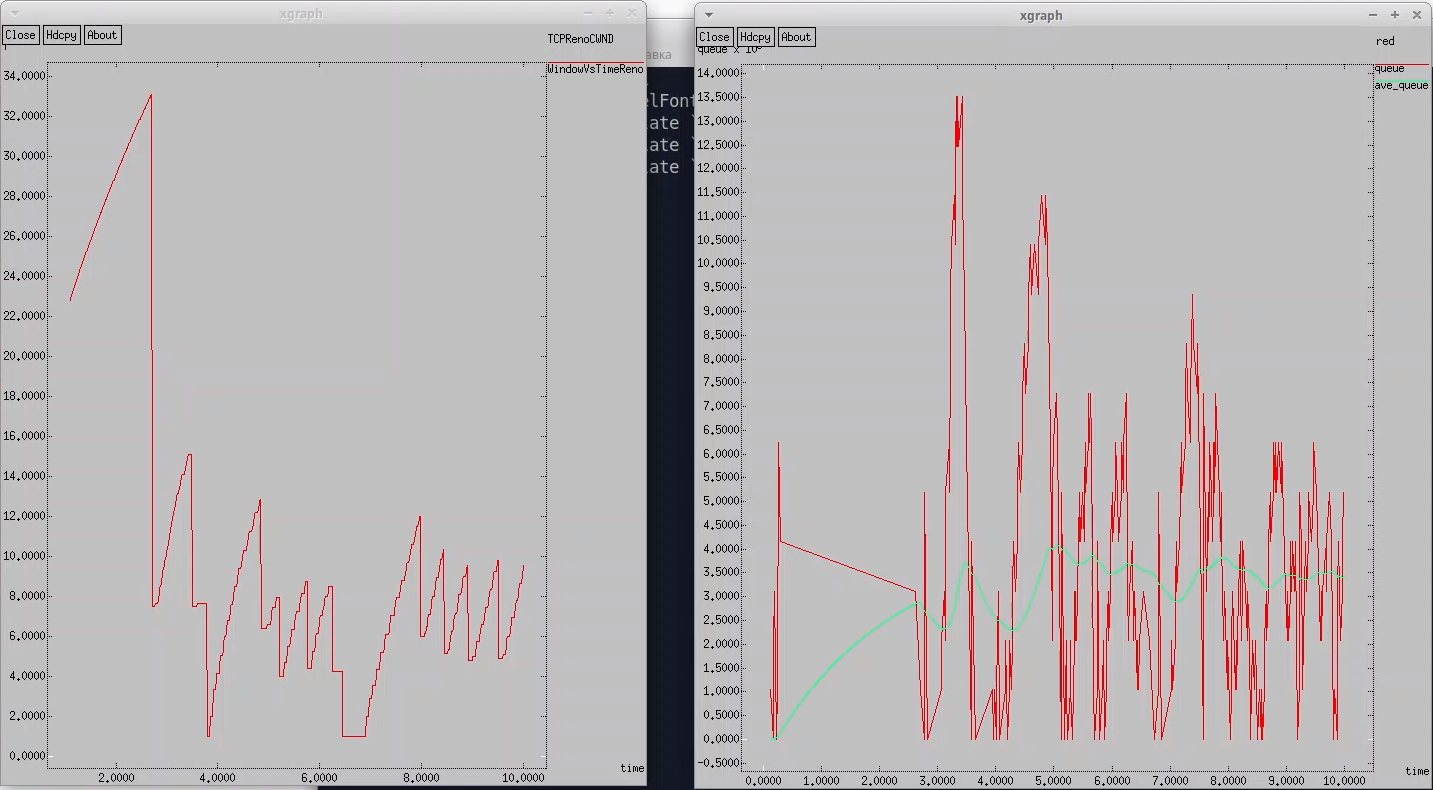 xgraph
Close Hdcpy About
TCPRenoCWND
WindowVsTimeReno
34.0000
32.0000
30.0000
28.0000
26.0000
24.0000
22.0000
20.0000
18.0000
16.0000
14.0000
12.0000
10.0000
8.0000
6.0000
4.0000
2.0000
0.0000
time
2.0000 4.0000 6.0000 8.0000 10.0000
авка
elFont
late `
late `
late `
xgraph
Close Hdcpy About
red
queue
ave_queue
14.0000
13.5000
13.0000
12.5000
12.0000
11.5000
11.0000
10.5000
10.0000
9.5000
9.0000
8.5000
8.0000
7.5000
7.0000
6.5000
6.0000
5.5000
5.0000
4.5000
4.0000
3.5000
3.0000
2.5000
2.0000
1.5000
1.0000
0.5000
0.0000
-0.5000
time
0.0000 1.0000 2.0000 3.0000 4.0000 5.0000 6.0000 7.0000 8.0000 9.0000 10.0000